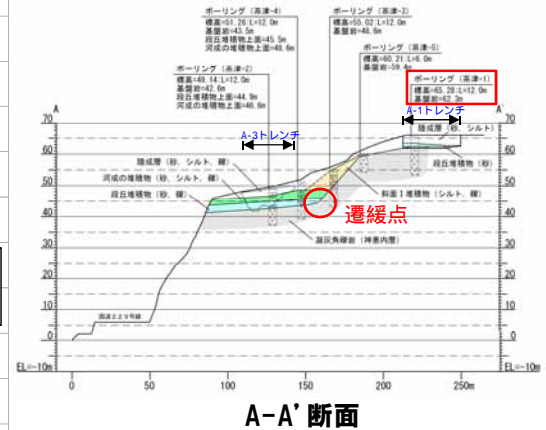 ボーリング（茶津-4）
標高=51.26:L=12.0m
基盤岩=43.5m
段丘堆積物上面=45.5m
河成の堆積物上面=48.6m
ボーリング（茶津-3）
標高=55.02:L=12.0m
基盤岩=48.6m
ボーリング（茶津-5）
標高=60.21:L=6.0m
基盤岩=59.4m
ボーリング（茶津-2）
標高=49.14:L=12.0m
基盤岩=42.6m
段丘堆積物上面=44.9m
河成の堆積物上面=46.6m
ボーリング（茶津-1）
標高=65.28:L=12.0m
基盤岩=62.3m
A
A'
A-1トレンチ
A-3トレンチ
陸成層（砂、シルト）
陸成層（砂、シルト、礫）
河成の堆積物（砂、シルト、礫）
段丘堆積物（砂、礫）
段丘堆積物（砂）
斜面Ⅰ堆積物（シルト、礫）
遷緩点
凝灰角礫岩（神恵内層）
国道229号線
70
60
50
40
30
20
10
0
EL=-10m
70
60
50
40
30
20
10
0
EL=-10m
0 50 100 150 200 250m
A-A'断面